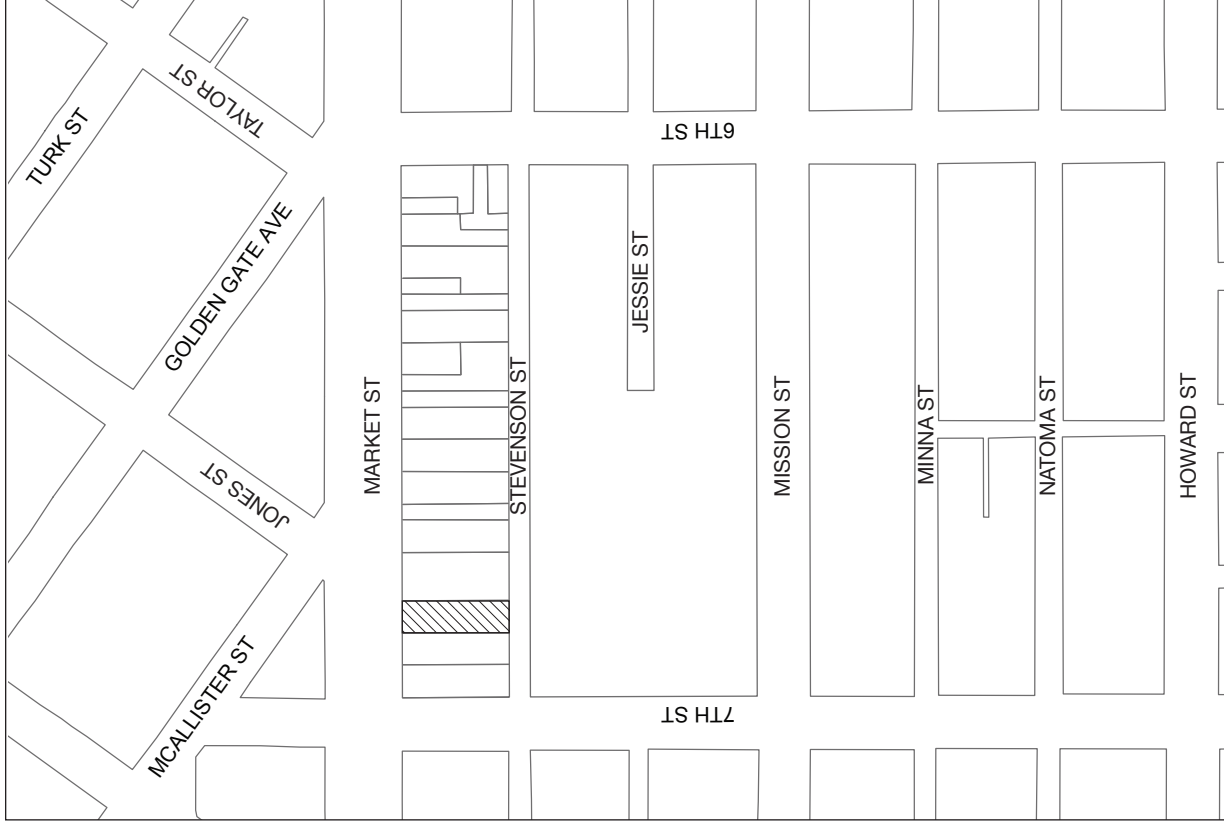 TAYLOR ST
TURK ST
6TH ST
GOLDEN GATE AVE
JESSIE ST
MARKET ST
STEVENSON ST
MISSION ST
MINNA ST
NATOMA ST
HOWARD ST
JONES ST
MCALLISTER ST
7TH ST